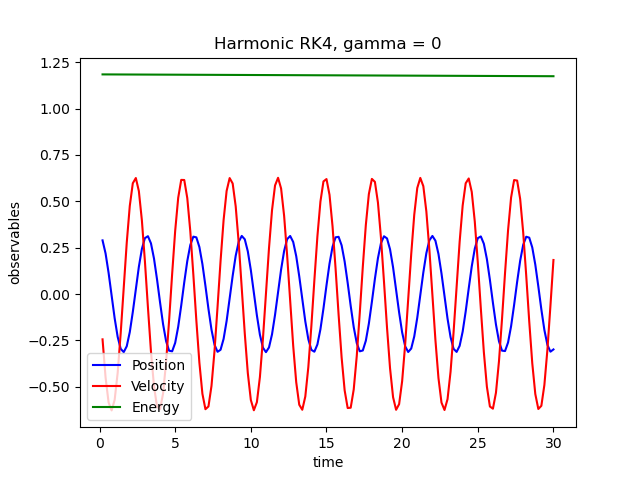 Harmonic RK4, gamma = 0
1.25
1.00
0.75
0.50
0.25
0.00
−0.25
−0.50
observables
Position
Velocity
Energy
0 5 10 15 20 25 30
time